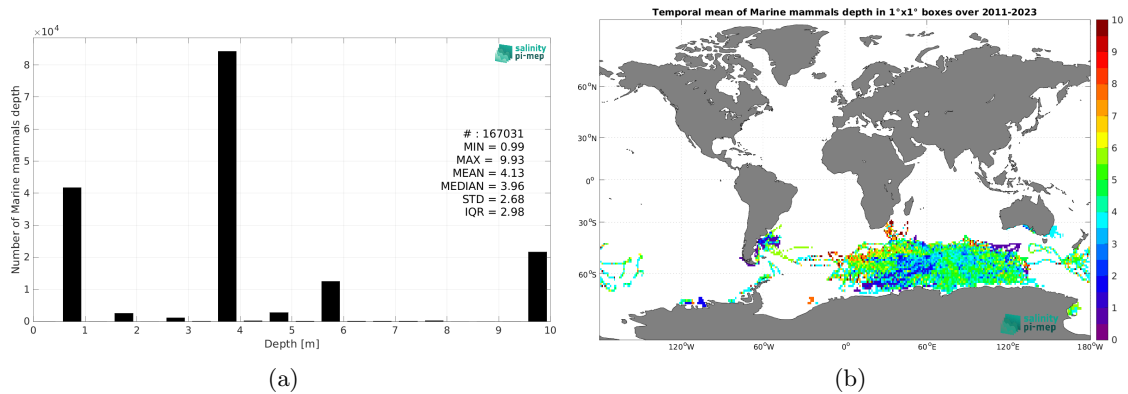 ×10⁴
salinity
pi-mep
# : 167031
MIN = 0.99
MAX = 9.93
MEAN = 4.13
MEDIAN = 3.96
STD = 2.68
IQR = 2.98
Number of Marine mammals depth
8
7
6
5
4
3
2
1
0
0 1 2 3 4 5 6 7 8 9 10
Depth [m]
(a)
Temporal mean of Marine mammals depth in 1°x1° boxes over 2011-2023
60°N
30°N
0°
30°S
60°S
120°W 60°W 0° 60°E 120°E 180°W
salinity
pi-mep
10
9
8
7
6
5
4
3
2
1
0
(b)